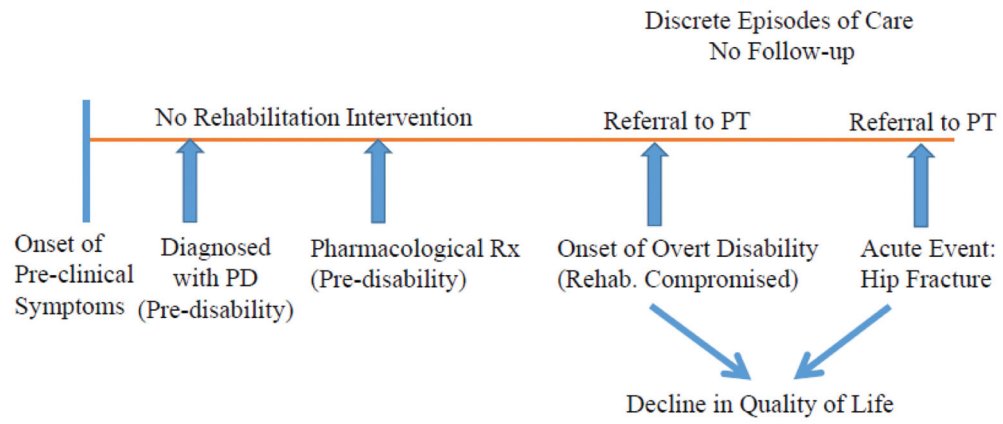 Discrete Episodes of Care
No Follow-up
No Rehabilitation Intervention
Referral to PT
Referral to PT
Onset of
Pre-clinical
Symptoms
Diagnosed
with PD
(Pre-disability)
Pharmacological Rx
(Pre-disability)
Onset of Overt Disability
(Rehab. Compromised)
Acute Event:
Hip Fracture
Decline in Quality of Life